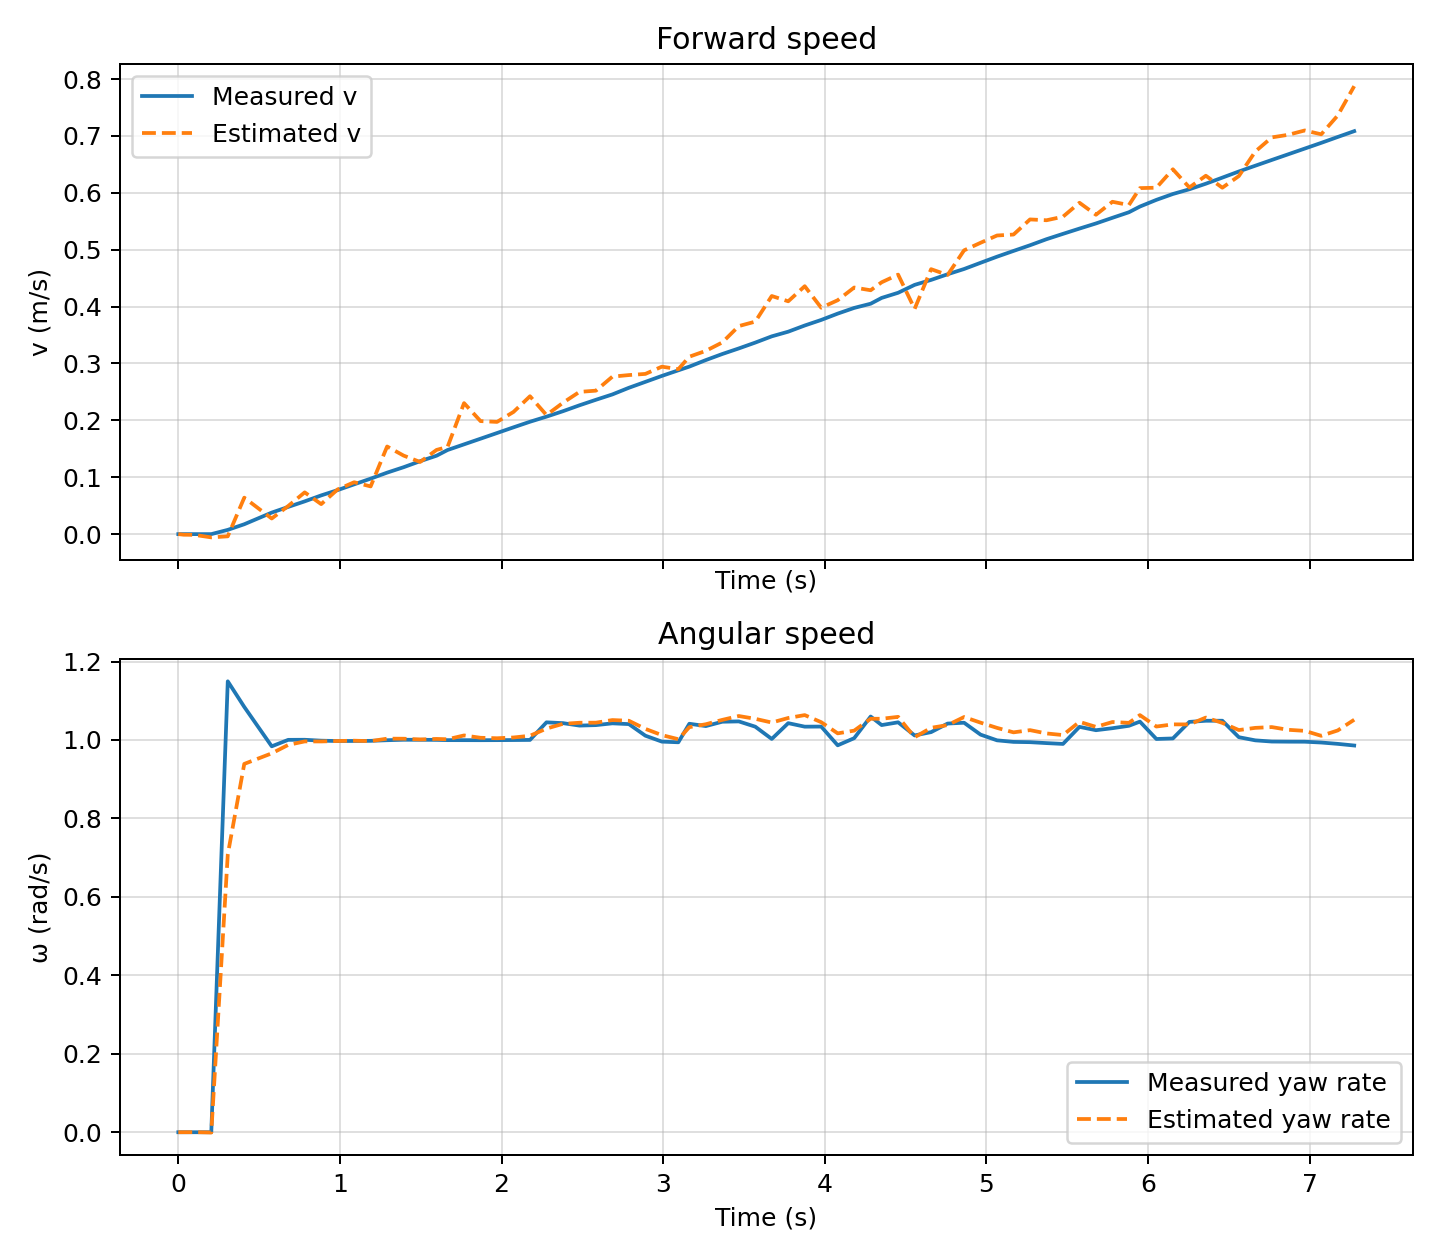 Forward speed
0.8
0.7
0.6
0.5
0.4
0.3
0.2
0.1
0.0
v (m/s)
Measured v
Estimated v
Time (s)
Angular speed
1.2
1.0
0.8
0.6
0.4
0.2
0.0
ω (rad/s)
Measured yaw rate
Estimated yaw rate
0 1 2 3 4 5 6 7
Time (s)